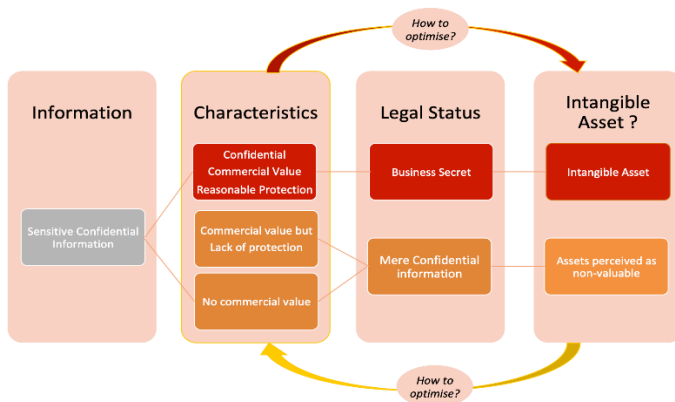 How to
optimise?
Information
Characteristics
Legal Status
Intangible
Asset ?
Confidential
Commercial Value
Reasonable Protection
Business Secret
Intangible Asset
Sensitive Confidential
Information
Commercial value but
Lack of protection
Mere Confidential
information
Assets perceived as
non-valuable
No commercial value
How to
optimise?